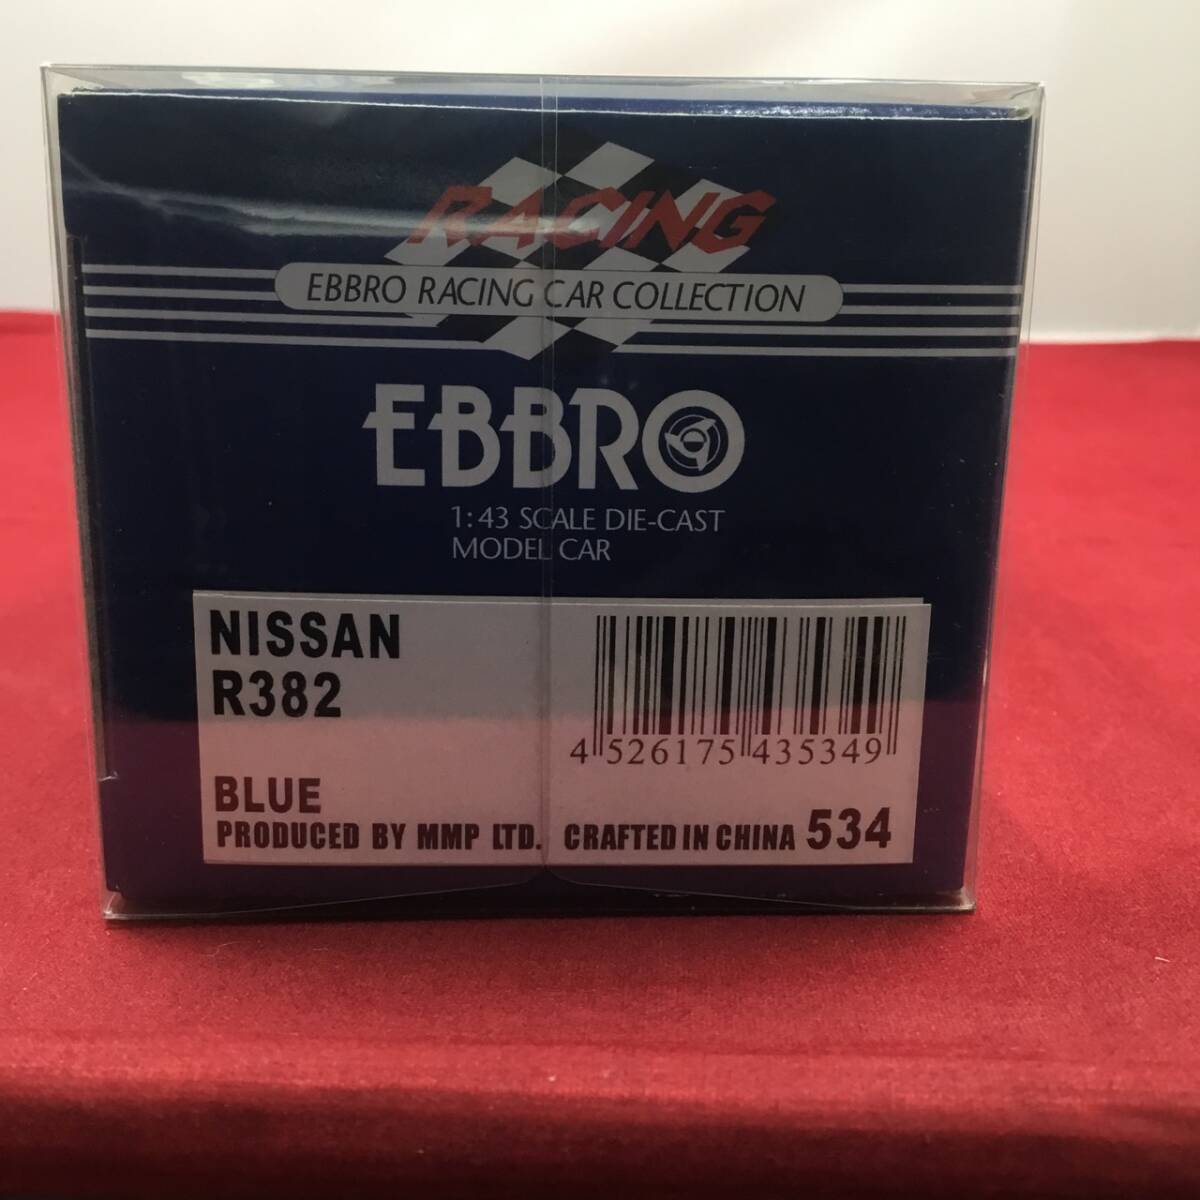 RACING
EBBRO RACING CAR COLLECTION
EBBRO
1:43 SCALE DIE-CAST
MODEL CAR
NISSAN
R382
4 526175 435349
BLUE
PRODUCED BY MMP LTD. CRAFTED IN CHINA 534